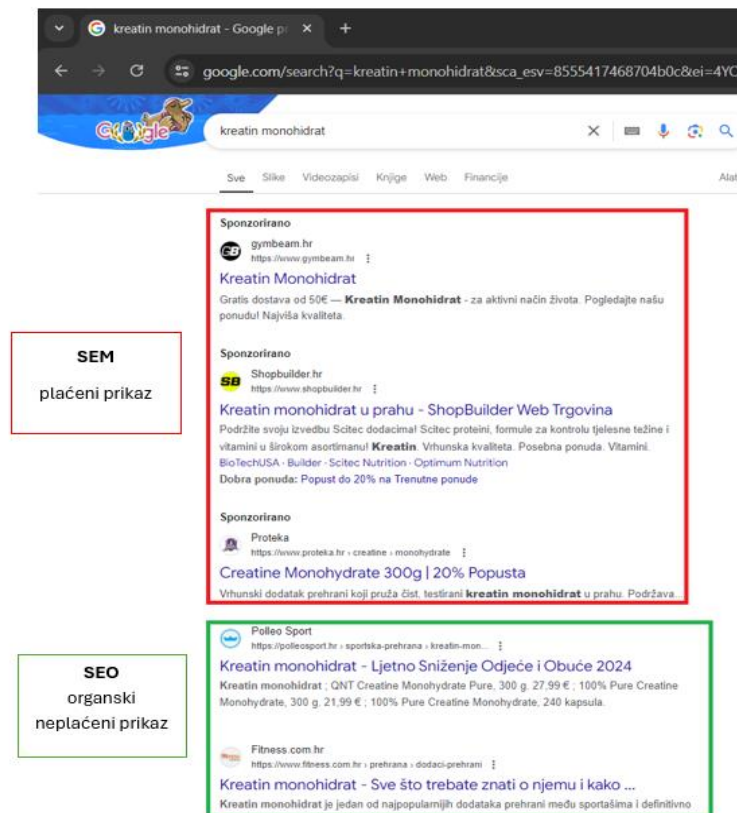 kreatin monohidrat - Google p
google.com/search?q=kreatin+monohidrat&sca_esv=8555417468704b0c&ei=4YC
Google
kreatin monohidrat
Sve Slike Videozapisi Knjige Web Financije Alat
Sponzorirano
GB gymbeam.hr
https://www.gymbeam.hr
Kreatin Monohidrat
Gratis dostava od 50€ — Kreatin Monohidrat - za aktivni način života. Pogledajte našu
ponudu! Najviša kvaliteta.
SEM
plaćeni prikaz
Sponzorirano
SB Shopbuilder.hr
https://www.shopbuilder.hr
Kreatin monohidrat u prahu - ShopBuilder Web Trgovina
Podržite svoju izvedbu Scitec dodacima! Scitec proteini, formule za kontrolu tjelesne težine i
vitamini u širokom asortimanu! Kreatin. Vrhunska kvaliteta. Posebna ponuda. Vitamini.
BioTechUSA · Builder · Scitec Nutrition · Optimum Nutrition
Dobra ponuda: Popust do 20% na Trenutne ponude
Sponzorirano
Proteka
https://www.proteka.hr › creatine › monohydrate
Creatine Monohydrate 300g | 20% Popusta
Vrhunski dodatak prehrani koji pruža čist, testirani kreatin monohidrat u prahu. Podržava...
SEO
organski
neplaćeni prikaz
Polleo Sport
https://polleosport.hr › sportska-prehrana › kreatin-mon...
Kreatin monohidrat - Ljetno Sniženje Odjeće i Obuće 2024
Kreatin monohidrat ; QNT Creatine Monohydrate Pure, 300 g. 27,99 € ; 100% Pure Creatine
Monohydrate, 300 g. 21,99 € ; 100% Pure Creatine Monohydrate, 240 kapsula.
Fitness.com.hr
https://www.fitness.com.hr › prehrana › dodaci-prehrani
Kreatin monohidrat - Sve što trebate znati o njemu i kako ...
Kreatin monohidrat je jedan od najpopularnijih dodataka prehrani među sportašima i definitivno